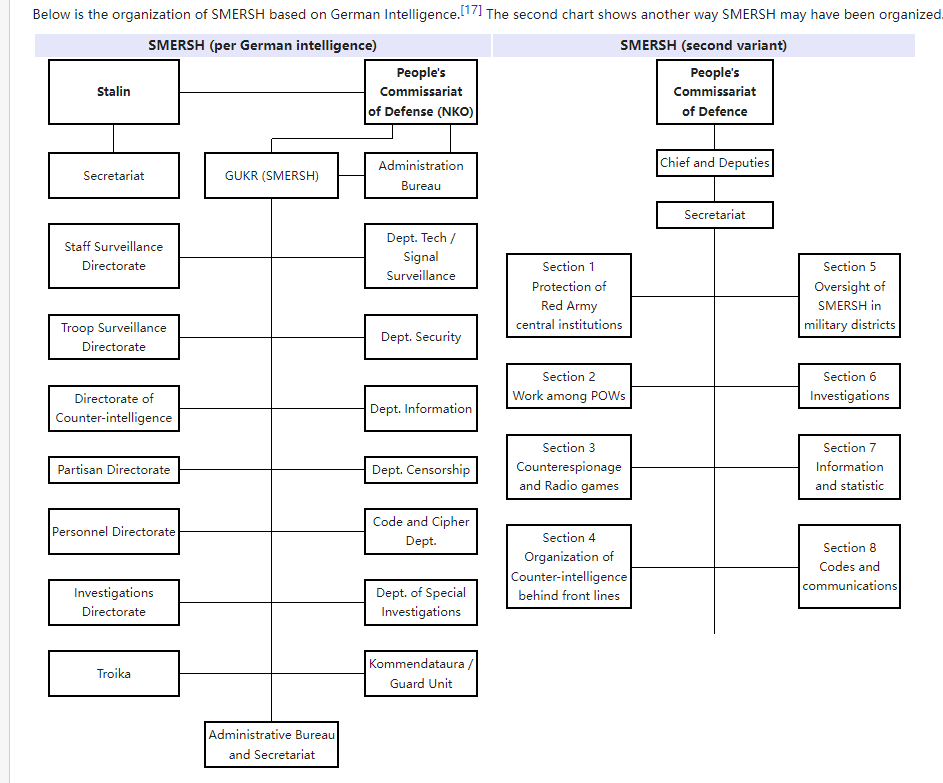 Below is the organization of SMERSH based on German Intelligence.[17] The second chart shows another way SMERSH may have been organized.
SMERSH (per German intelligence)
Stalin
People's
Commissariat
of Defense (NKO)
Secretariat
GUKR (SMERSH)
Administration
Bureau
Staff Surveillance
Directorate
Dept. Tech /
Signal
Surveillance
Troop Surveillance
Directorate
Dept. Security
Directorate of
Counter-intelligence
Dept. Information
Partisan Directorate
Dept. Censorship
Personnel Directorate
Code and Cipher
Dept.
Investigations
Directorate
Dept. of Special
Investigations
Troika
Kommendataura /
Guard Unit
Administrative Bureau
and Secretariat
SMERSH (second variant)
People's
Commissariat
of Defence
Chief and Deputies
Secretariat
Section 1
Protection of
Red Army
central institutions
Section 5
Oversight of
SMERSH in
military districts
Section 2
Work among POWs
Section 6
Investigations
Section 3
Counterespionage
and Radio games
Section 7
Information
and statistic
Section 4
Organization of
Counter-intelligence
behind front lines
Section 8
Codes and
communications